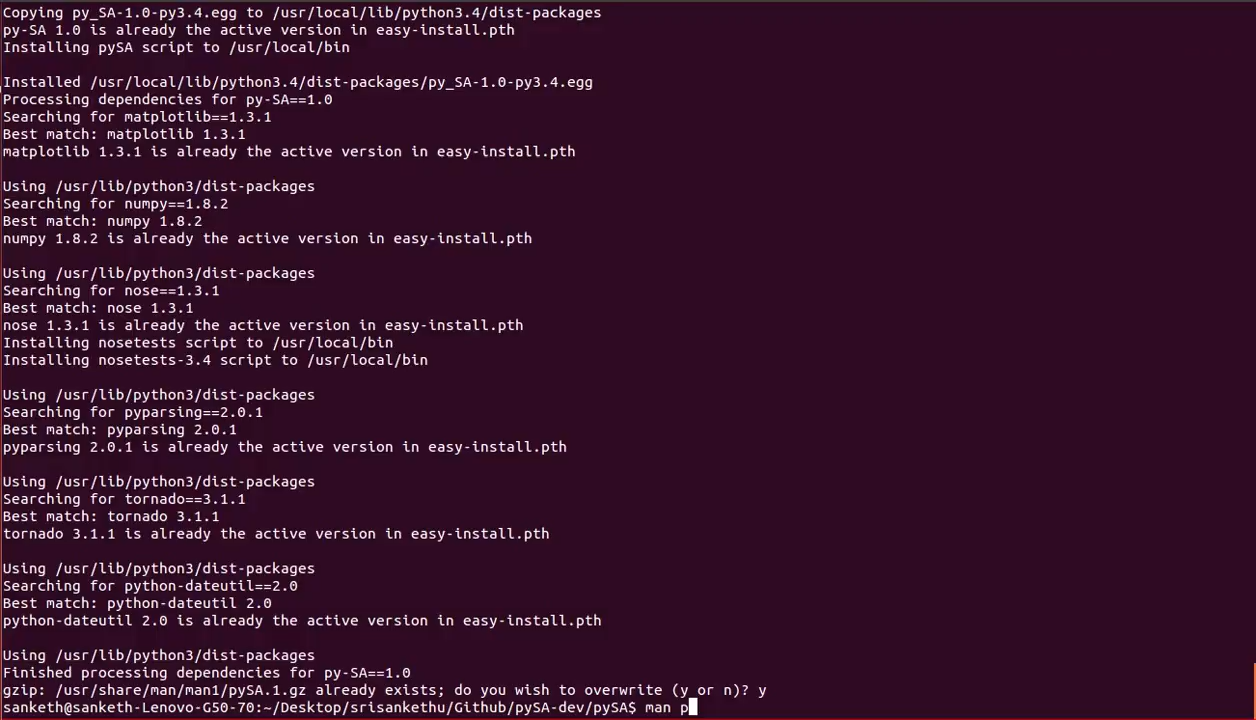 Copying py_SA-1.0-py3.4.egg to /usr/local/lib/python3.4/dist-packages
py-SA 1.0 is already the active version in easy-install.pth
Installing pySA script to /usr/local/bin
Installed /usr/local/lib/python3.4/dist-packages/py_SA-1.0-py3.4.egg
Processing dependencies for py-SA==1.0
Searching for matplotlib==1.3.1
Best match: matplotlib 1.3.1
matplotlib 1.3.1 is already the active version in easy-install.pth
Using /usr/lib/python3/dist-packages
Searching for numpy==1.8.2
Best match: numpy 1.8.2
numpy 1.8.2 is already the active version in easy-install.pth
Using /usr/lib/python3/dist-packages
Searching for nose==1.3.1
Best match: nose 1.3.1
nose 1.3.1 is already the active version in easy-install.pth
Installing nosetests script to /usr/local/bin
Installing nosetests-3.4 script to /usr/local/bin
Using /usr/lib/python3/dist-packages
Searching for pyparsing==2.0.1
Best match: pyparsing 2.0.1
pyparsing 2.0.1 is already the active version in easy-install.pth
Using /usr/lib/python3/dist-packages
Searching for tornado==3.1.1
Best match: tornado 3.1.1
tornado 3.1.1 is already the active version in easy-install.pth
Using /usr/lib/python3/dist-packages
Searching for python-dateutil==2.0
Best match: python-dateutil 2.0
python-dateutil 2.0 is already the active version in easy-install.pth
Using /usr/lib/python3/dist-packages
Finished processing dependencies for py-SA==1.0
gzip: /usr/share/man/man1/pySA.1.gz already exists; do you wish to overwrite (y or n)? y
sanketh@sanketh-Lenovo-G50-70:~/Desktop/srisankethu/Github/pySA-dev/pySA$ man p